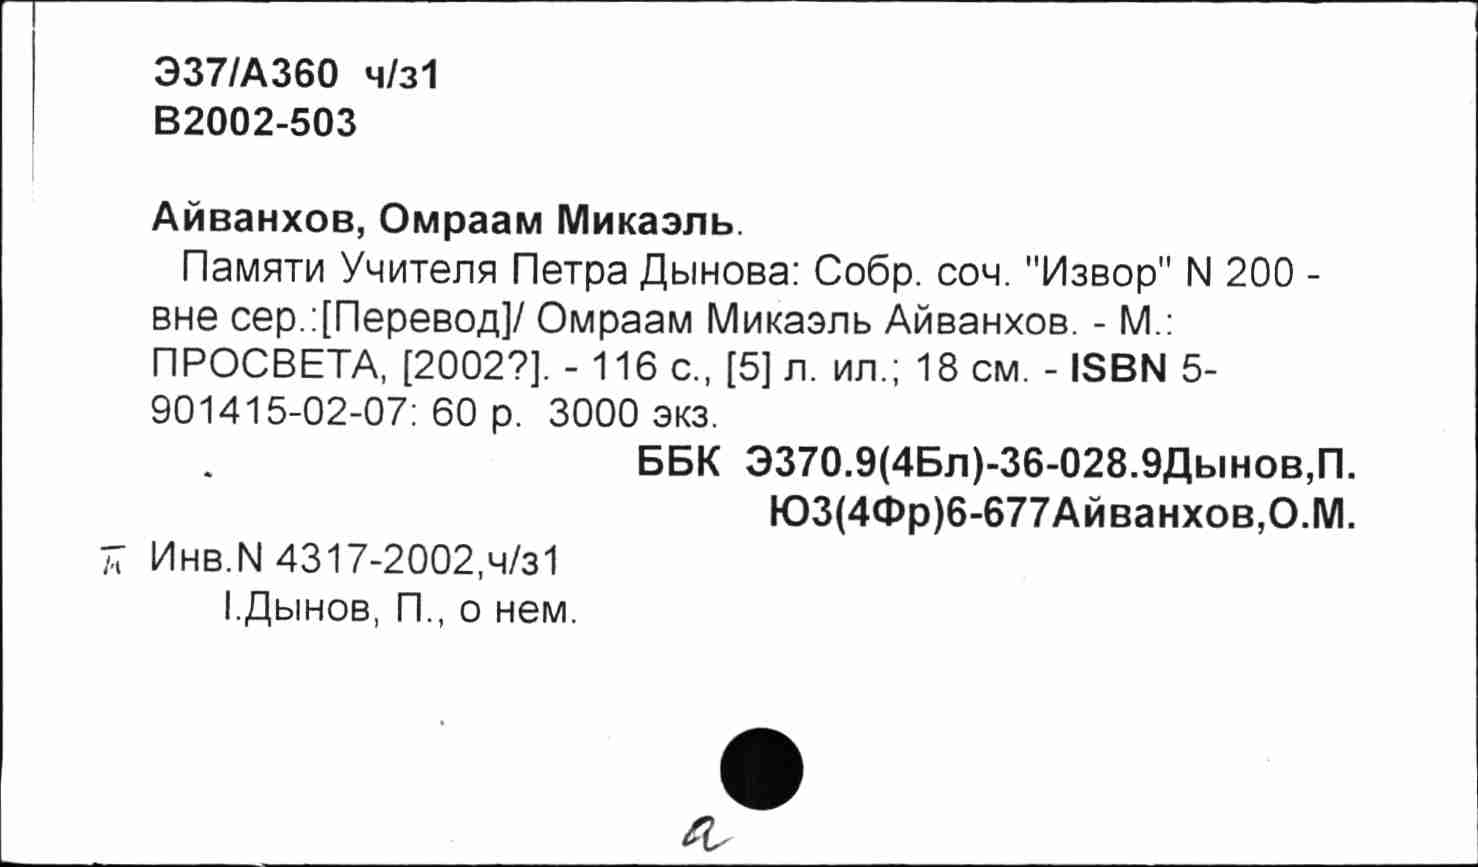 Э37/А360 ч/з1
В2002-503
Айванхов, Омраам Микаэль.
Памяти Учителя Петра Дынова: Собр. соч. "Извор" N 200 -
вне сер.:[Перевод]/ Омраам Микаэль Айванхов. - М.:
ПРОСВЕТА, [2002?]. - 116 с., [5] л. ил.; 18 см. - ISBN 5-
901415-02-07: 60 р. 3000 экз.
ББК Э370.9(4Бл)-36-028.9Дынов,П.
Ю3(4Фр)6-677Айванхов,О.М.
Инв.N 4317-2002,ч/з1
I.Дынов, П., о нем.
а